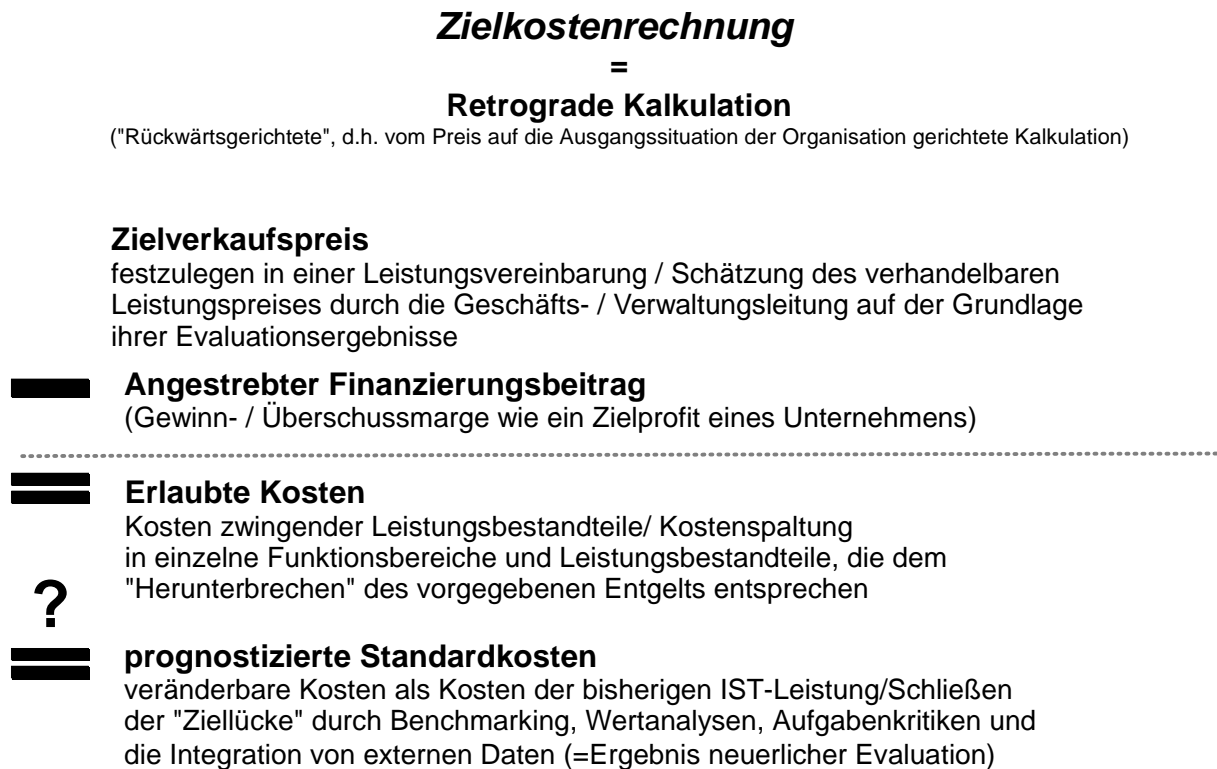 Zielkostenrechnung
=
Retrograde Kalkulation
("Rückwärtsgerichtete", d.h. vom Preis auf die Ausgangssituation der Organisation gerichtete Kalkulation)
Zielverkaufspreis
festzulegen in einer Leistungsvereinbarung / Schätzung des verhandelbaren
Leistungspreises durch die Geschäfts- / Verwaltungsleitung auf der Grundlage
ihrer Evaluationsergebnisse
Angestrebter Finanzierungsbeitrag
(Gewinn- / Überschussmarge wie ein Zielprofit eines Unternehmens)
Erlaubte Kosten
Kosten zwingender Leistungsbestandteile/ Kostenspaltung
in einzelne Funktionsbereiche und Leistungsbestandteile, die dem
"Herunterbrechen" des vorgegebenen Entgelts entsprechen
?
prognostizierte Standardkosten
veränderbare Kosten als Kosten der bisherigen IST-Leistung/Schließen
der "Ziellücke" durch Benchmarking, Wertanalysen, Aufgabenkritiken und
die Integration von externen Daten (=Ergebnis neuerlicher Evaluation)